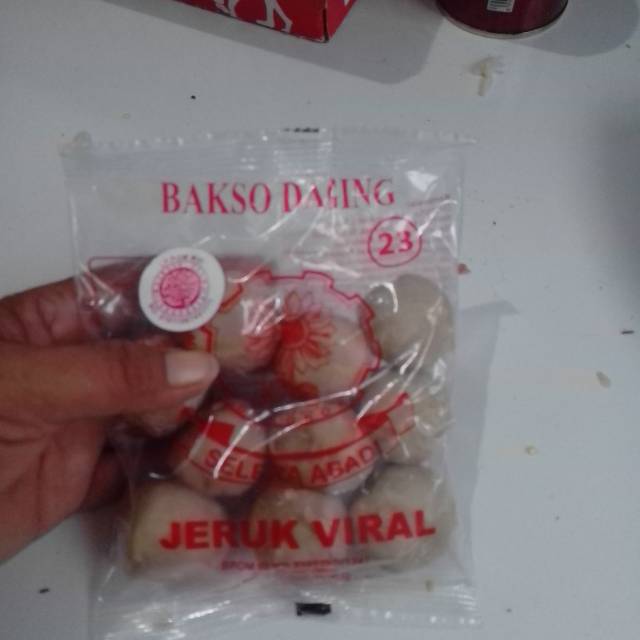 BAKSO DAGING
23
SELERA ABADI
JERUK VIRAL